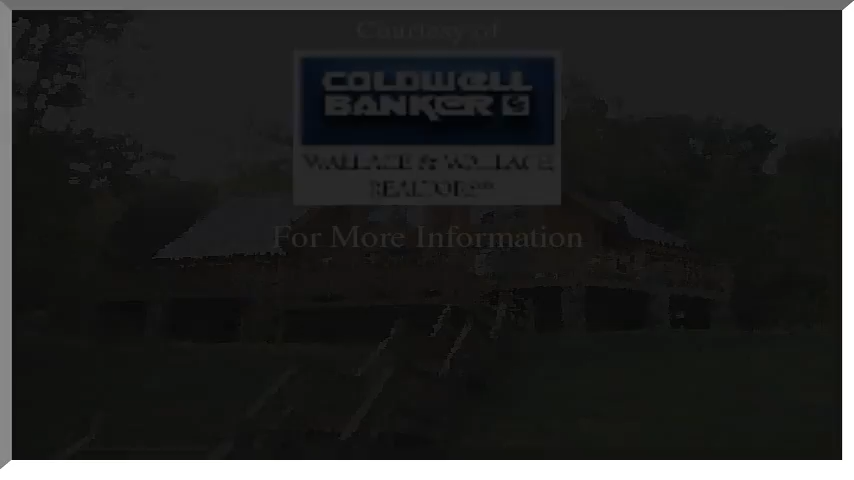 Courtesy of
COLDWELL
BANKER
WALLACE & WALLACE
REALTORS
For More Information